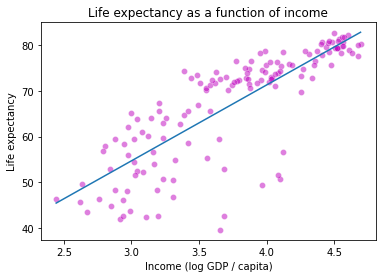 Life expectancy as a function of income
Life expectancy
80
70
60
50
40
2.5 3.0 3.5 4.0 4.5
Income (log GDP / capita)